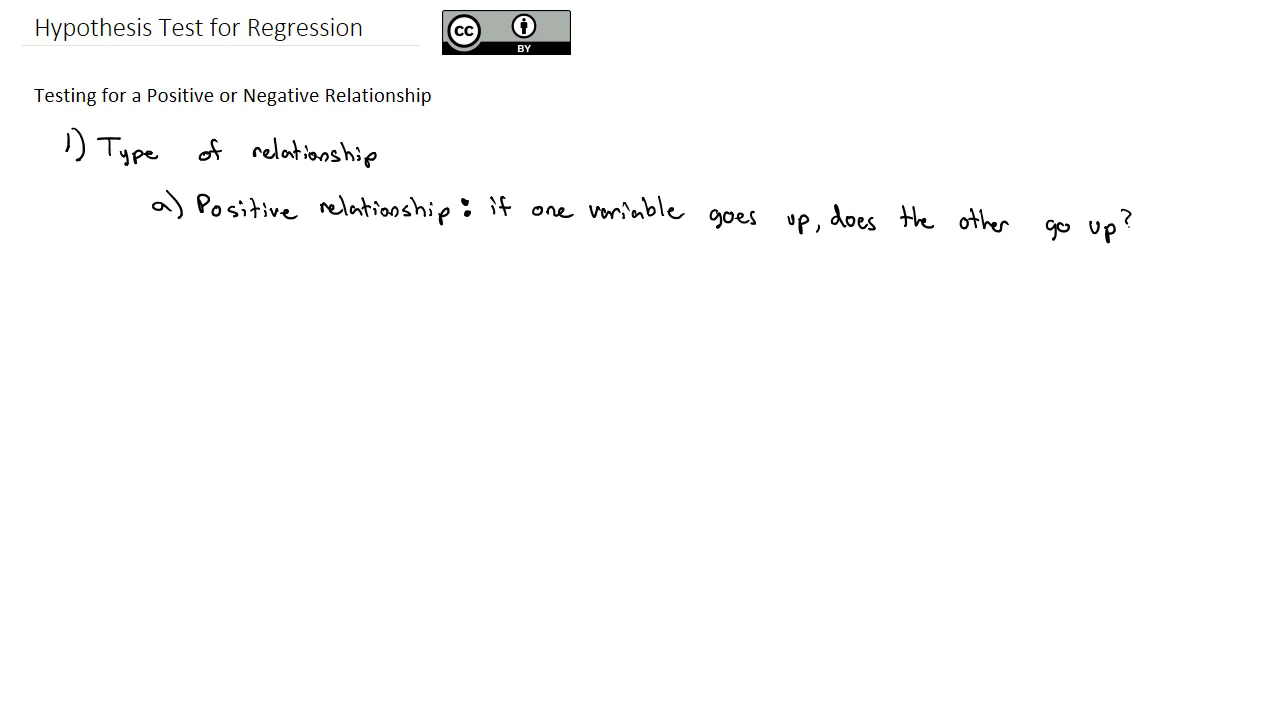 Hypothesis Test for Regression
cc
BY
Testing for a Positive or Negative Relationship
1) Type of relationship
a) Positive relationship: if one variable goes up, does the other go up?